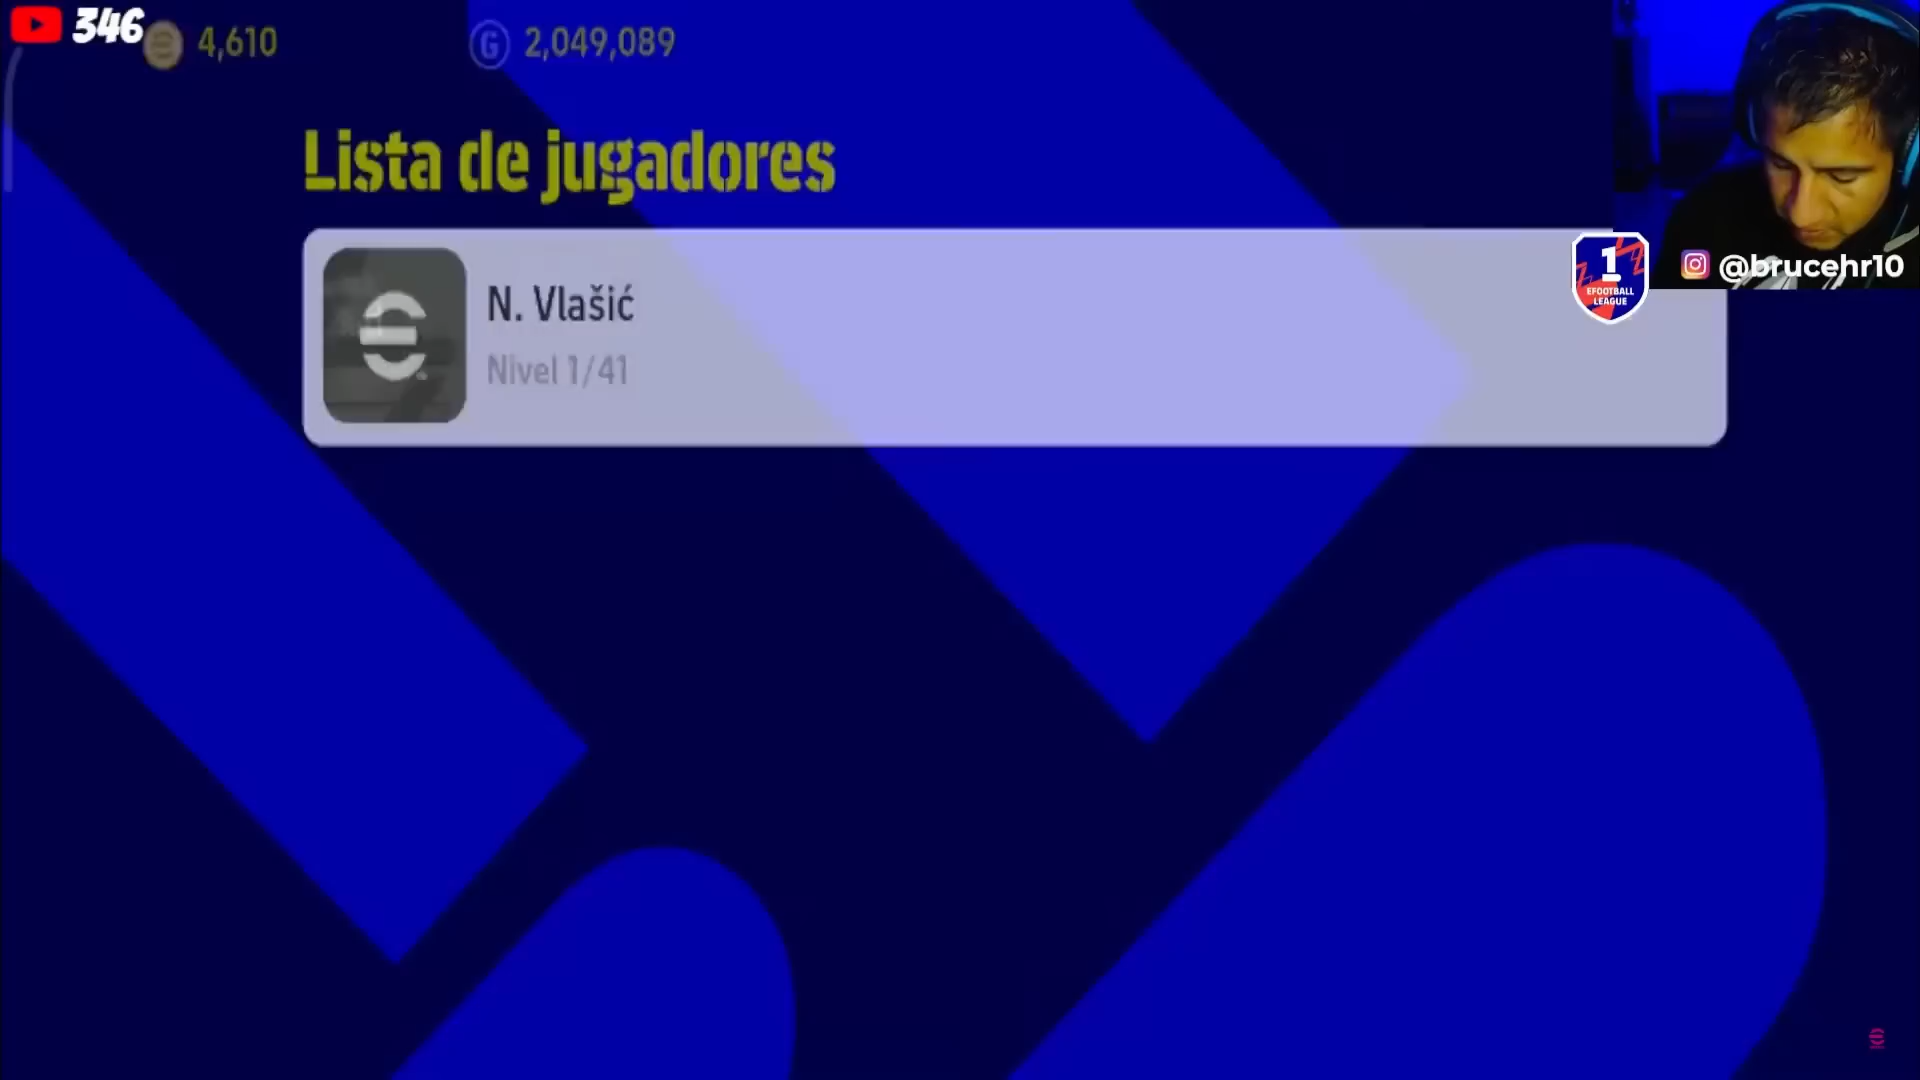 346
4,610
G 2,049,089
Lista de jugadores
N. Vlašić
Nivel 1/41
1
EFOOTBALL
LEAGUE
@brucehr10